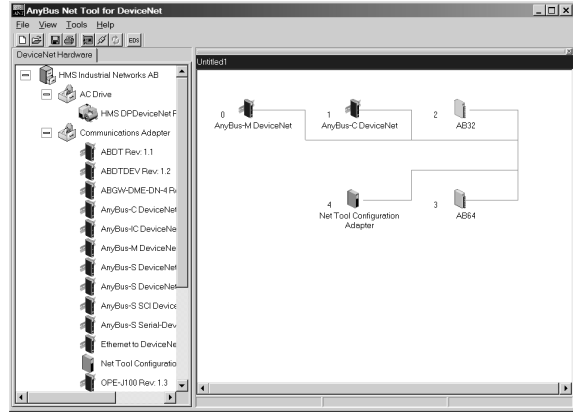 AnyBus Net Tool for DeviceNet
File View Tools Help
EDS
DeviceNet Hardware
HMS Industrial Networks AB
AC Drive
HMS DPDeviceNet F
Communications Adapter
ABDT Rev: 1.1
ABDTDEV Rev: 1.2
ABGW-DME-DN-4 R
AnyBus-C DeviceNet
AnyBus-IC DeviceNet
AnyBus-M DeviceNe
AnyBus-S DeviceNet
AnyBus-S DeviceNet
AnyBus-S SCI Device
AnyBus-S Serial-Dev
Ethernet to DeviceNe
Net Tool Configuratio
OPE-J100 Rev: 1.3
Untitled1
0
AnyBus-M DeviceNet
1
AnyBus-C DeviceNet
2
AB32
4
Net Tool Configuration
Adapter
3
AB64